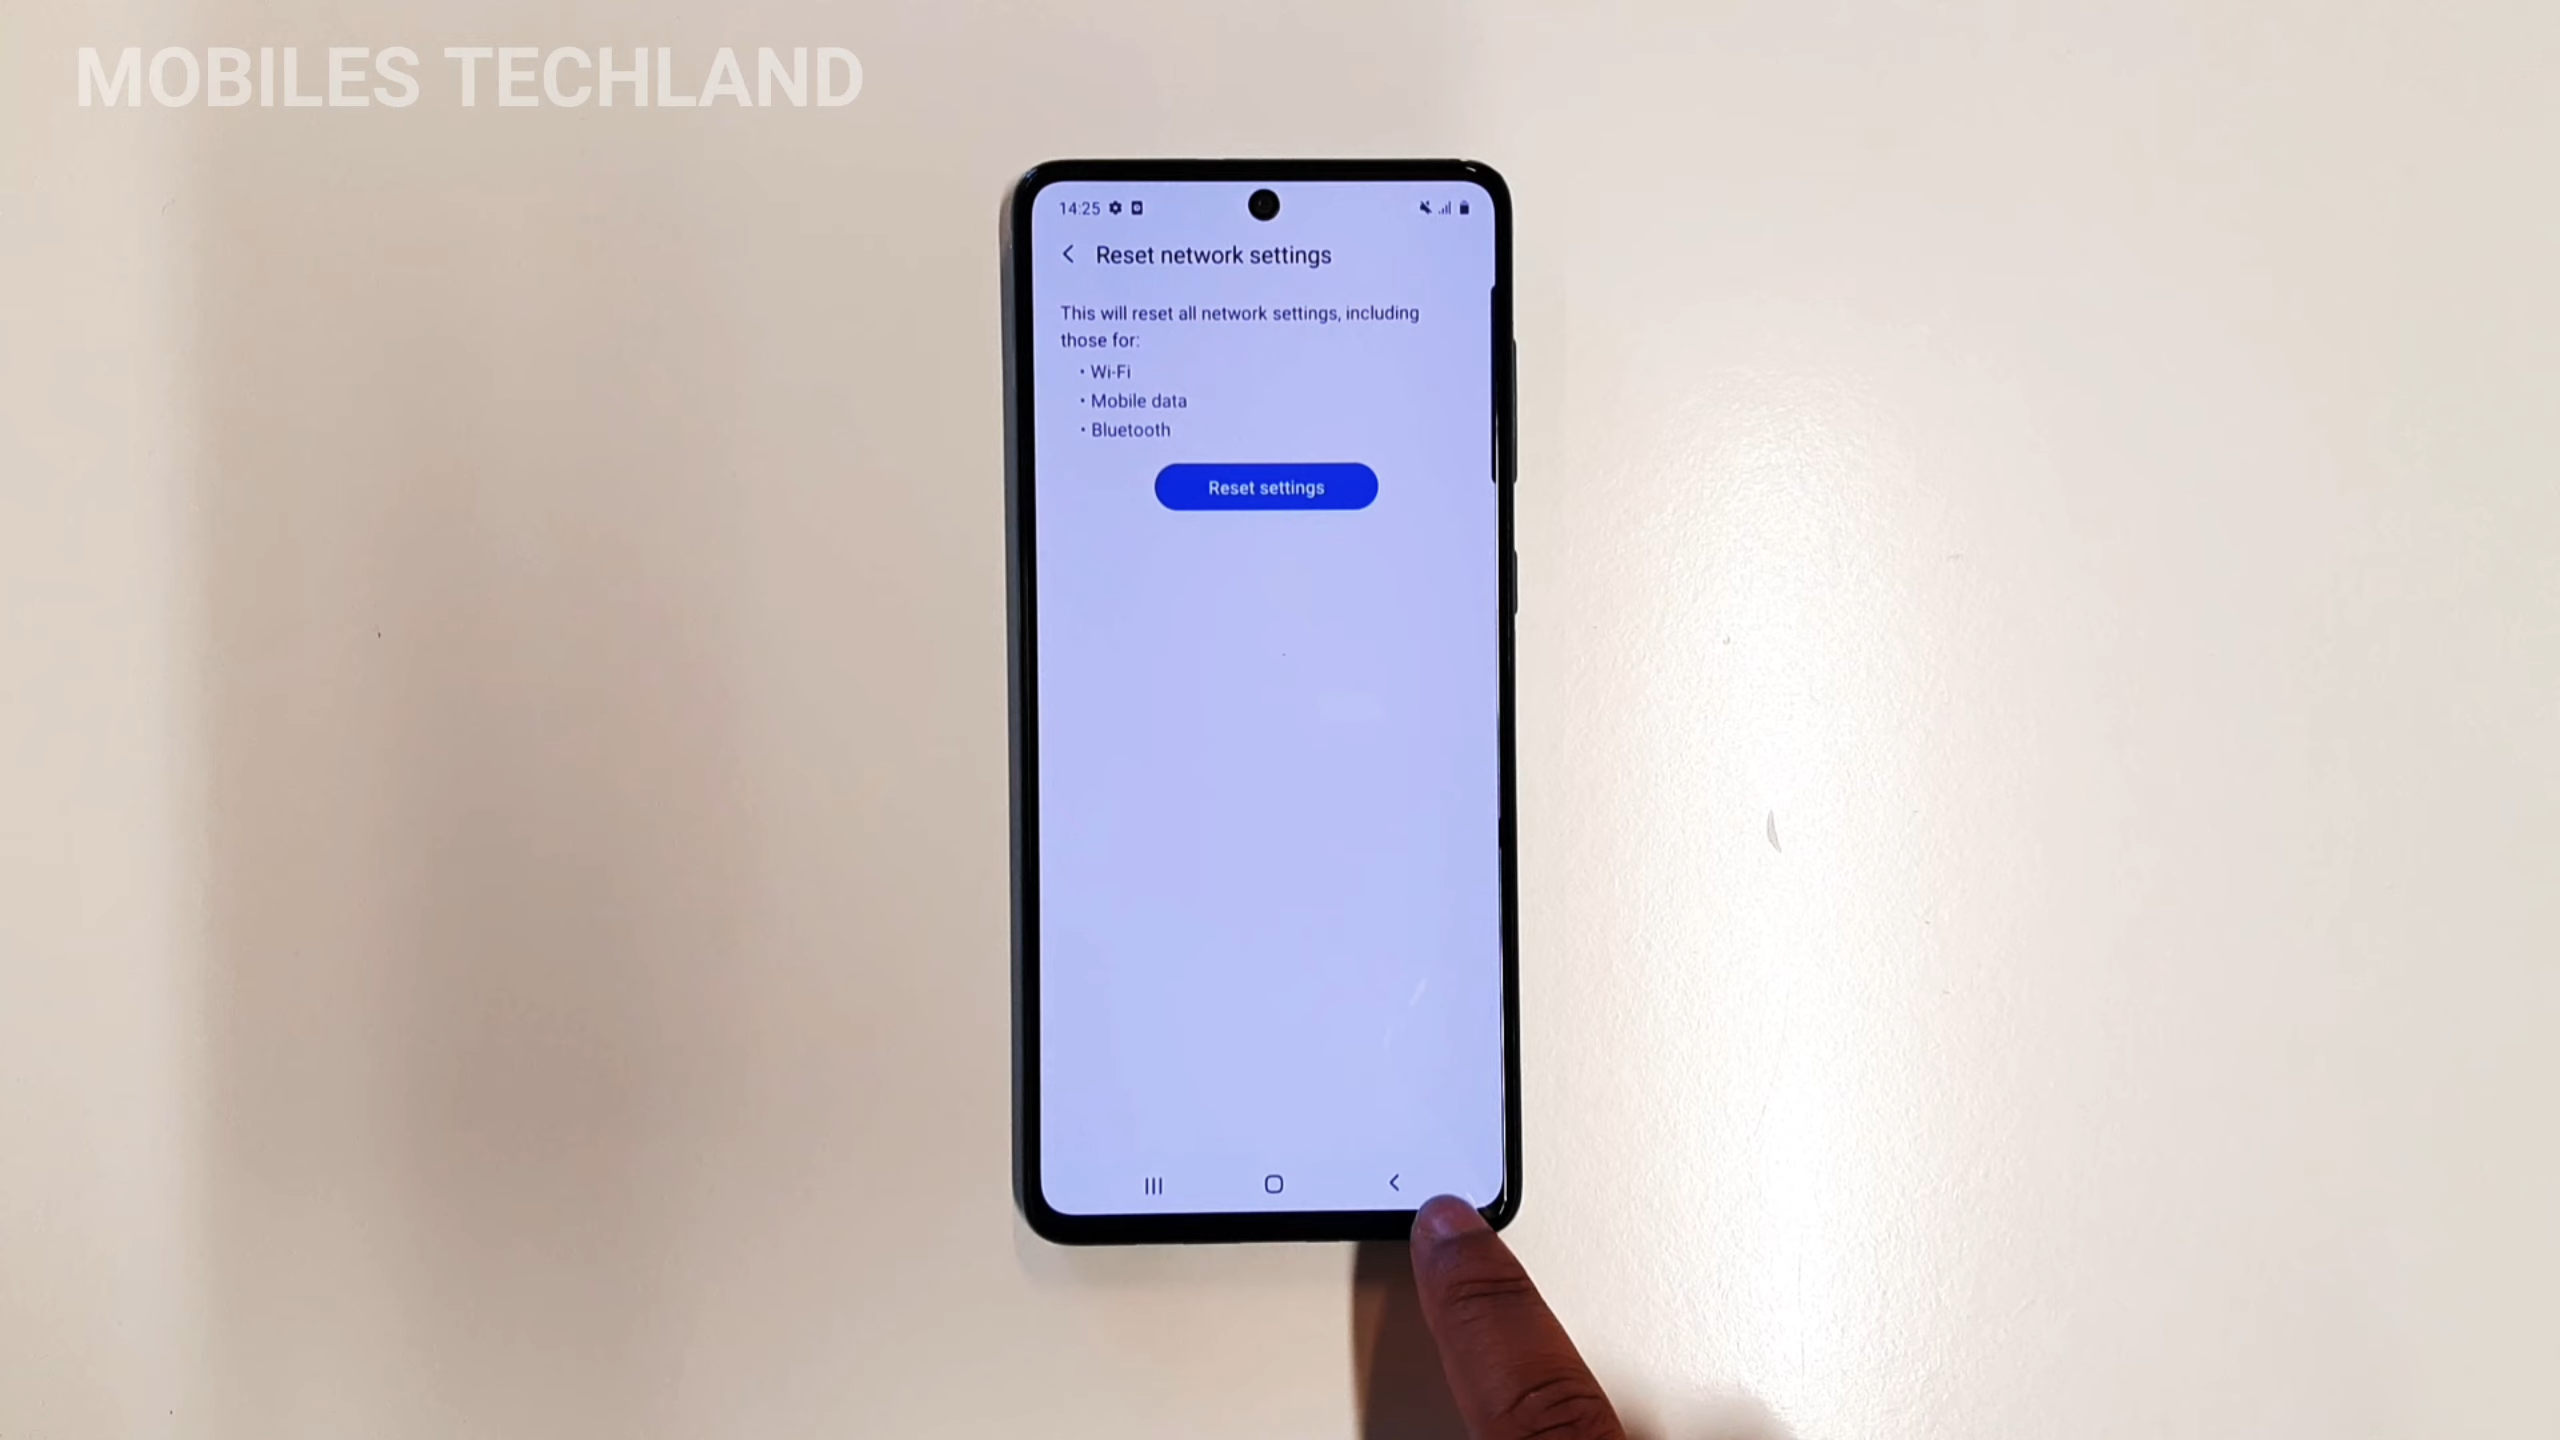 MOBILES TECHLAND
14:25
Reset network settings
This will reset all network settings, including
those for:
• Wi-Fi
• Mobile data
• Bluetooth
Reset settings